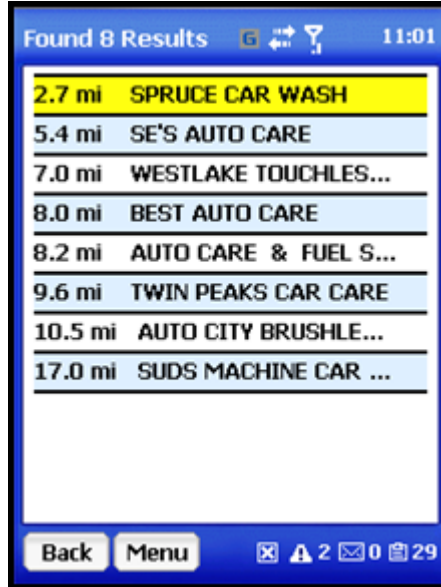 Found 8 Results G 11:01
2.7 mi SPRUCE CAR WASH
5.4 mi SE'S AUTO CARE
7.0 mi WESTLAKE TOUCHLES...
8.0 mi BEST AUTO CARE
8.2 mi AUTO CARE & FUEL S...
9.6 mi TWIN PEAKS CAR CARE
10.5 mi AUTO CITY BRUSHLE...
17.0 mi SUDS MACHINE CAR ...
Back Menu 2 0 29